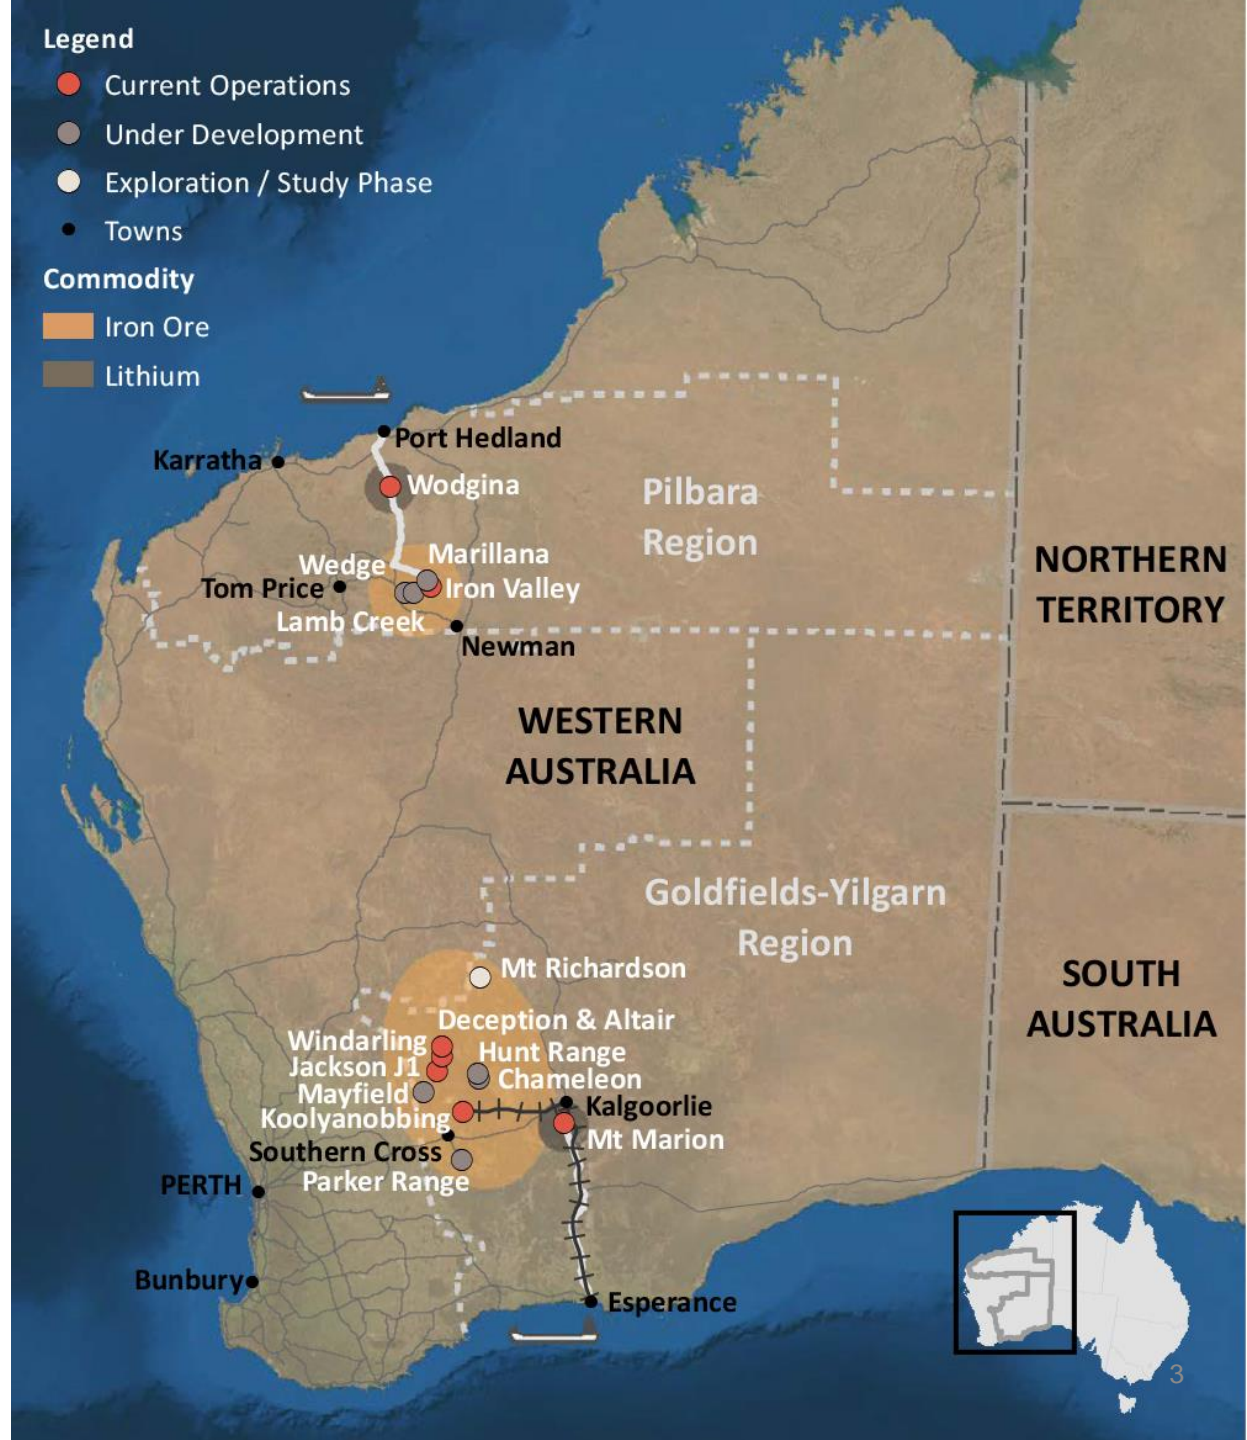 Legend
Current Operations
Under Development
Exploration / Study Phase
Towns
Commodity
Iron Ore
Lithium
Port Hedland
Karratha
Wodgina
Pilbara
Region
Marillana
Wedge
Tom Price
Iron Valley
Lamb Creek
Newman
NORTHERN
TERRITORY
WESTERN
AUSTRALIA
Goldfields-Yilgarn
Region
Mt Richardson
SOUTH
AUSTRALIA
Deception & Altair
Windarling
Hunt Range
Jackson J1
Chameleon
Mayfield
Kalgoorlie
Koolyanobbing
Mt Marion
Southern Cross
Parker Range
PERTH
Bunbury
Esperance
3